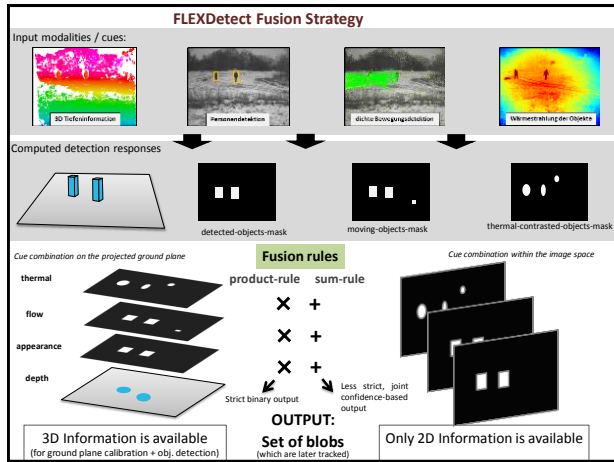 FLEXDetect Fusion Strategy
Input modalities / cues:
3D Tiefeninformation
Personendetektion
dichte Bewegungsdetektion
Wärmestrahlung der Objekte
Computed detection responses
detected-objects-mask
moving-objects-mask
thermal-contrasted-objects-mask
Cue combination on the projected ground plane
Fusion rules
Cue combination within the image space
product-rule
sum-rule
thermal
× +
flow
× +
appearance
× +
depth
Strict binary output
Less strict, joint
confidence-based
output
OUTPUT:
Set of blobs
(which are later tracked)
3D Information is available
(for ground plane calibration + obj. detection)
Only 2D Information is available